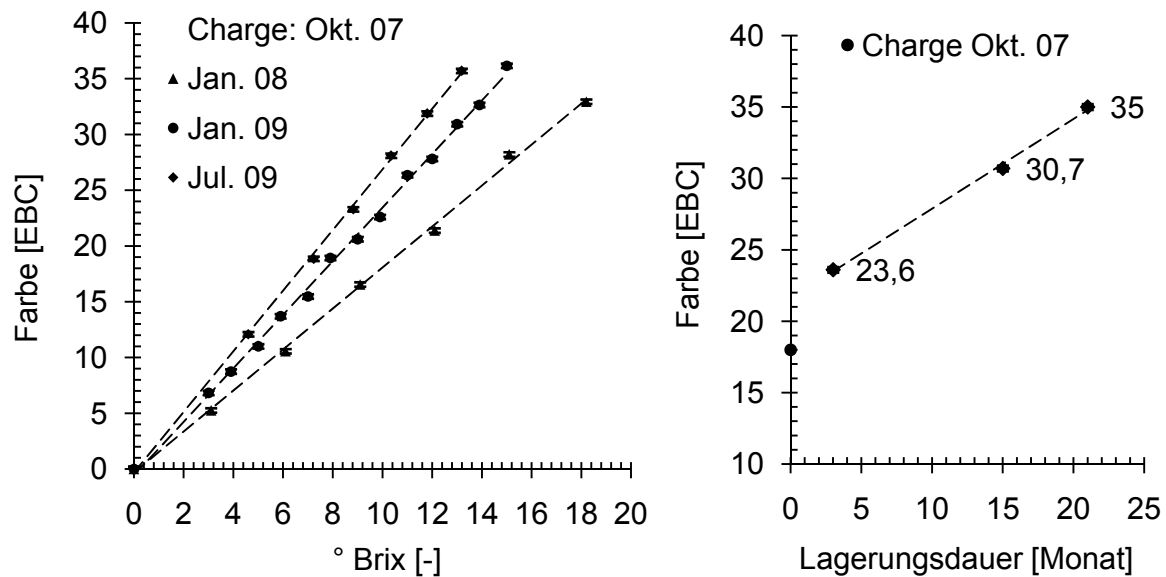 Charge: Okt. 07
Jan. 08
Jan. 09
Jul. 09
40
35
30
25
20
15
10
5
0
0 2 4 6 8 10 12 14 16 18 20
Farbe [EBC]
° Brix [-]
Charge Okt. 07
40
35
30
25
20
15
10
35
30,7
23,6
0 5 10 15 20 25
Farbe [EBC]
Lagerungsdauer [Monat]